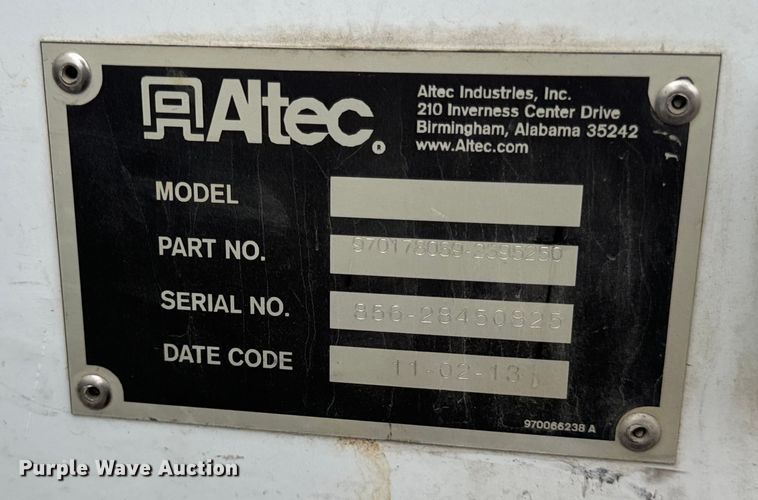 Altec
Altec Industries, Inc.
210 Inverness Center Drive
Birmingham, Alabama 35242
www.Altec.com
MODEL
PART NO. 970178089-2395250
SERIAL NO. 856-28450825
DATE CODE 11-02-13
970066238 A
Purple Wave Auction